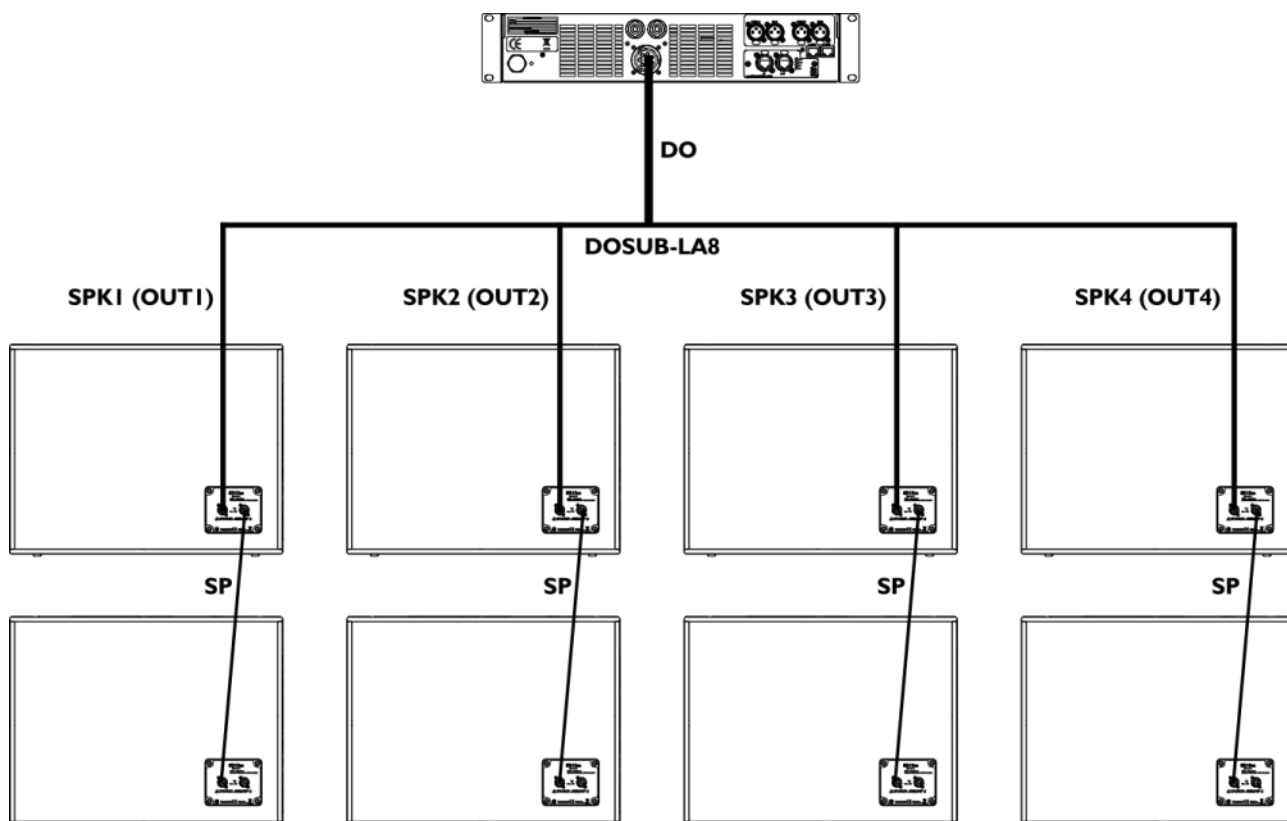 DO
DOSUB-LA8
SPK1 (OUT1)
SPK2 (OUT2)
SPK3 (OUT3)
SPK4 (OUT4)
SP
SP
SP
SP